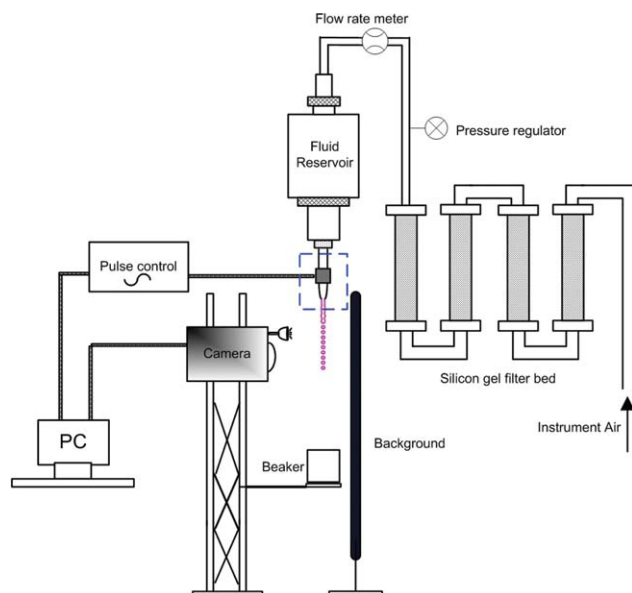 Flow rate meter
Pressure regulator
Fluid
Reservoir
Pulse control
Camera
Silicon gel filter bed
PC
Background
Instrument Air
Beaker